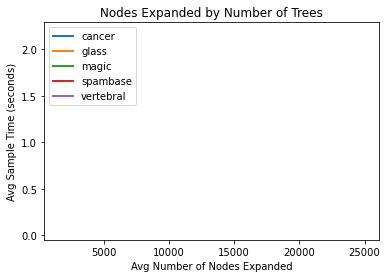 Nodes Expanded by Number of Trees
cancer
glass
magic
spambase
vertebral
2.0
1.5
1.0
0.5
0.0
Avg Sample Time (seconds)
5000 10000 15000 20000 25000
Avg Number of Nodes Expanded